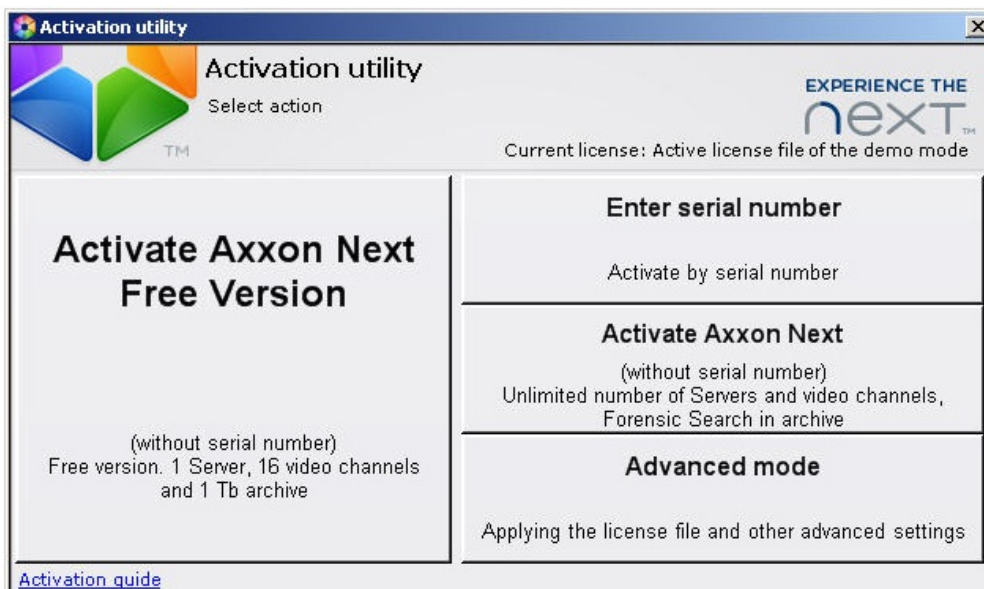 Activation utility
Activation utility
Select action
TM
EXPERIENCE THE
next TM
Current license: Active license file of the demo mode
Activate Axxon Next
Free Version
(without serial number)
Free version. 1 Server, 16 video channels
and 1 Tb archive
Enter serial number
Activate by serial number
Activate Axxon Next
(without serial number)
Unlimited number of Servers and video channels,
Forensic Search in archive
Advanced mode
Applying the license file and other advanced settings
Activation guide